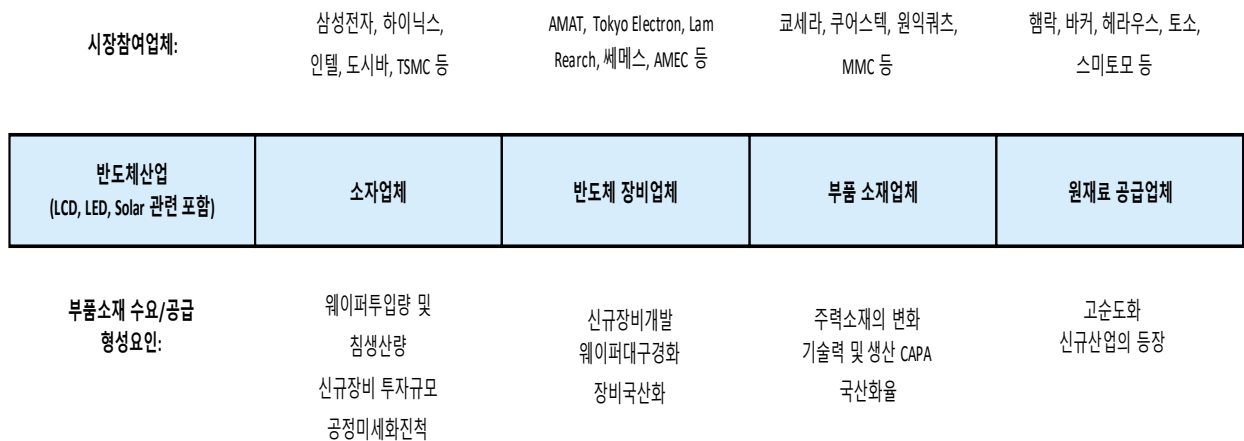 시장참여업체:
삼성전자, 하이닉스,
인텔, 도시바, TSMC 등
AMAT, Tokyo Electron, Lam
Rearch, 쎄메스, AMEC 등
쿄세라, 쿠어스텍, 원익쿼츠,
MMC 등
햄락, 바커, 헤라우스, 토소,
스미토모 등
반도체산업
(LCD, LED, Solar 관련 포함)
소자업체
반도체 장비업체
부품 소재업체
원재료 공급업체
부품소재 수요/공급
형성요인:
웨이퍼투입량 및
침생산량
신규장비 투자규모
공정미세화진척
신규장비개발
웨이퍼대구경화
장비국산화
주력소재의 변화
기술력 및 생산 CAPA
국산화율
고순도화
신규산업의 등장